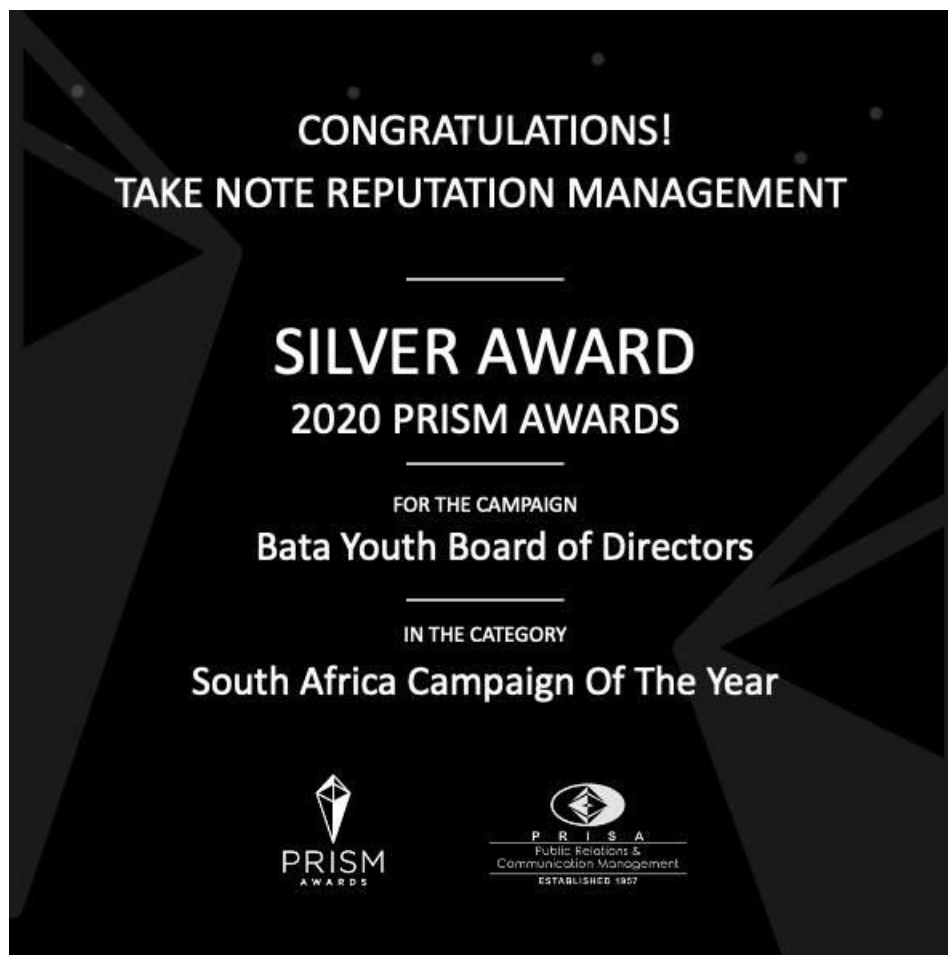 CONGRATULATIONS!
TAKE NOTE REPUTATION MANAGEMENT
SILVER AWARD
2020 PRISM AWARDS
FOR THE CAMPAIGN
Bata Youth Board of Directors
IN THE CATEGORY
South Africa Campaign Of The Year
PRISM
AWARDS
PRISA
Public Relations &
Communication Management
ESTABLISHED 1957